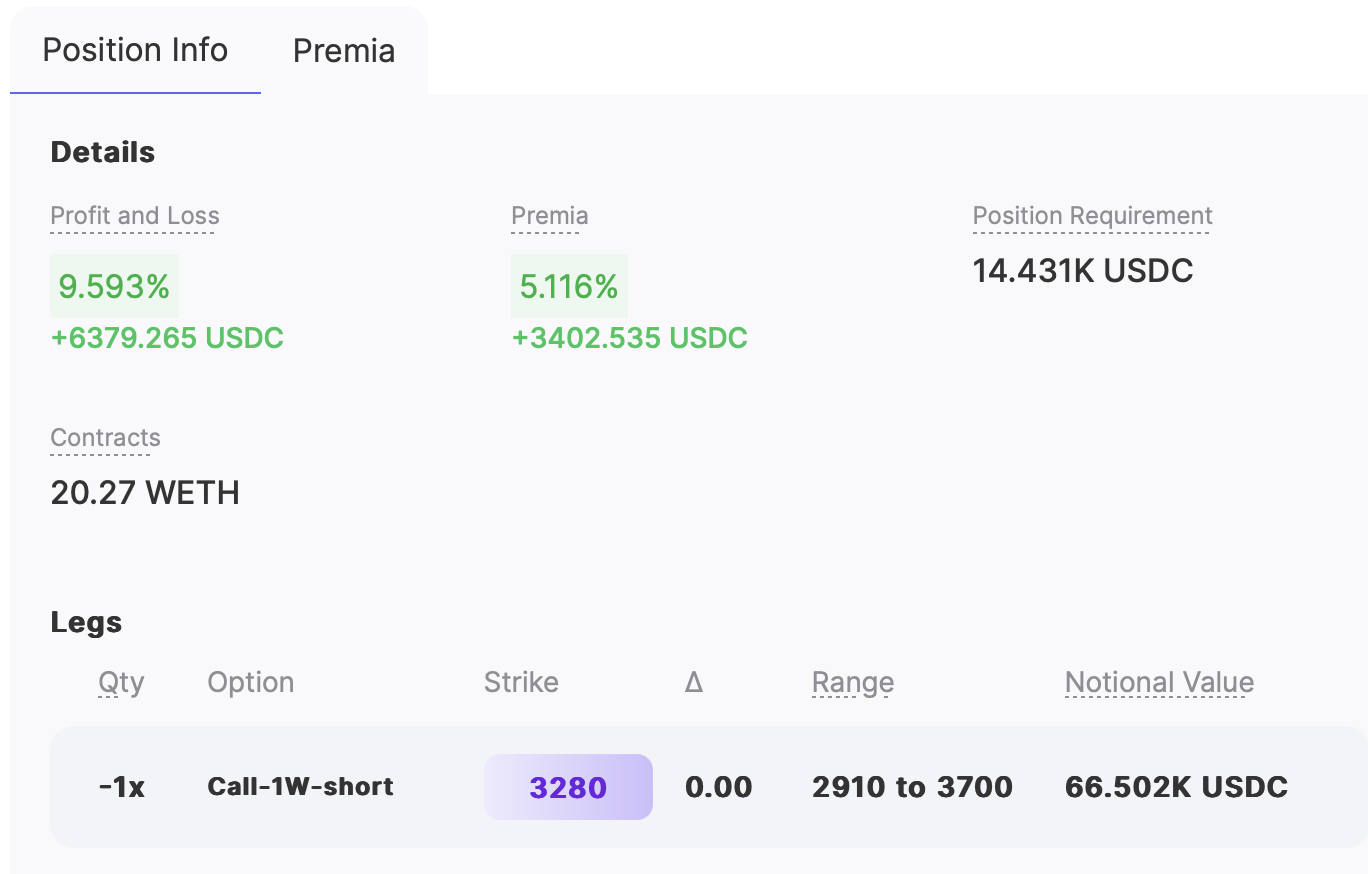 Position Info Premia
Details
Profit and Loss Premia Position Requirement
9.593% 5.116% 14.431K USDC
+6379.265 USDC +3402.535 USDC
Contracts
20.27 WETH
Legs
Qty Option Strike Δ Range Notional Value
-1x Call-1W-short 3280 0.00 2910 to 3700 66.502K USDC